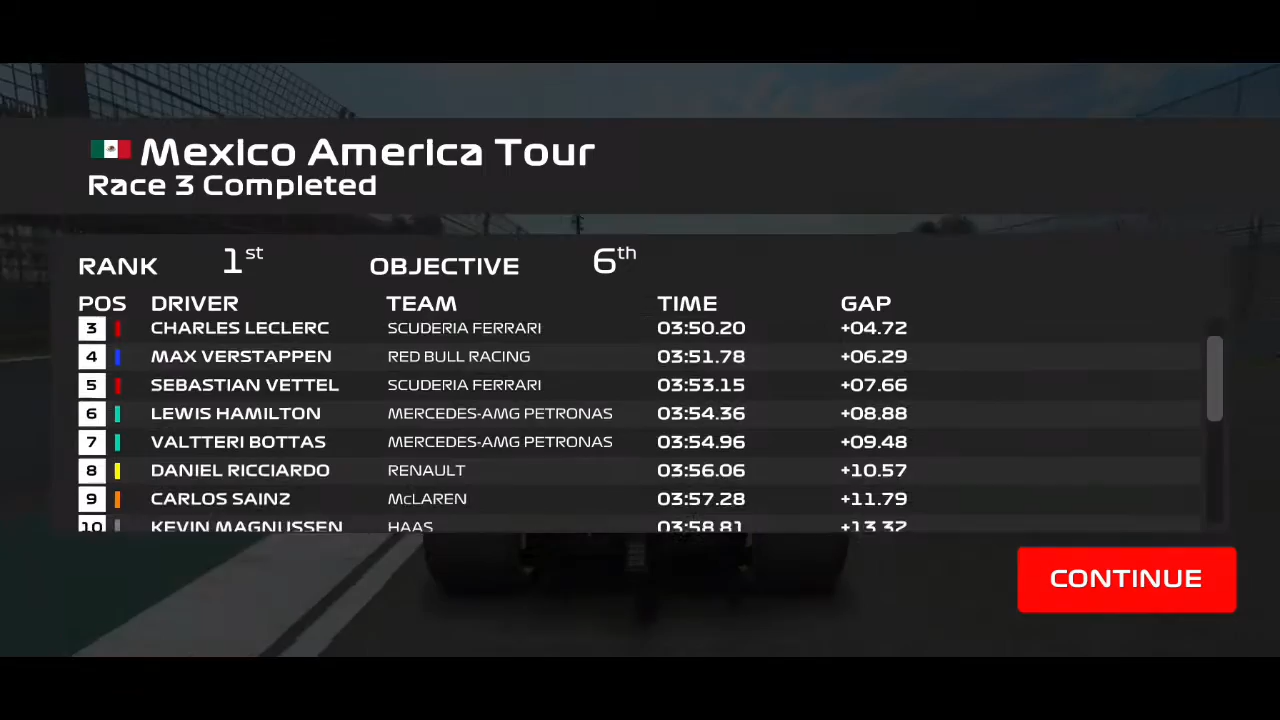 Mexico America Tour
Race 3 Completed
RANK 1st OBJECTIVE 6th
POS DRIVER TEAM TIME GAP
3 CHARLES LECLERC SCUDERIA FERRARI 03:50.20 +04.72
4 MAX VERSTAPPEN RED BULL RACING 03:51.78 +06.29
5 SEBASTIAN VETTEL SCUDERIA FERRARI 03:53.15 +07.66
6 LEWIS HAMILTON MERCEDES-AMG PETRONAS 03:54.36 +08.88
7 VALTTERI BOTTAS MERCEDES-AMG PETRONAS 03:54.96 +09.48
8 DANIEL RICCIARDO RENAULT 03:56.06 +10.57
9 CARLOS SAINZ McLAREN 03:57.28 +11.79
10 KEVIN MAGNUSSEN HAAS 03:58.81 +13.32
CONTINUE